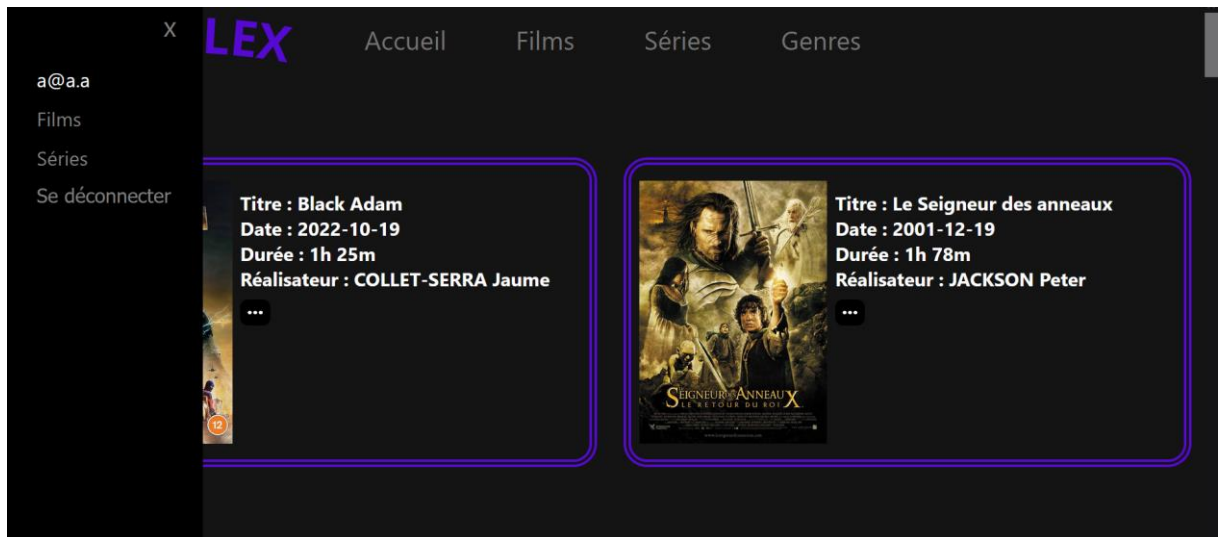 X
LEX
Accueil
Films
Séries
Genres
a@a.a
Films
Séries
Se déconnecter
Titre : Black Adam
Date : 2022-10-19
Durée : 1h 25m
Réalisateur : COLLET-SERRA Jaume
...
12
Titre : Le Seigneur des anneaux
Date : 2001-12-19
Durée : 1h 78m
Réalisateur : JACKSON Peter
...
SEIGNEUR DES ANNEAUX
LE RETOUR DU ROI